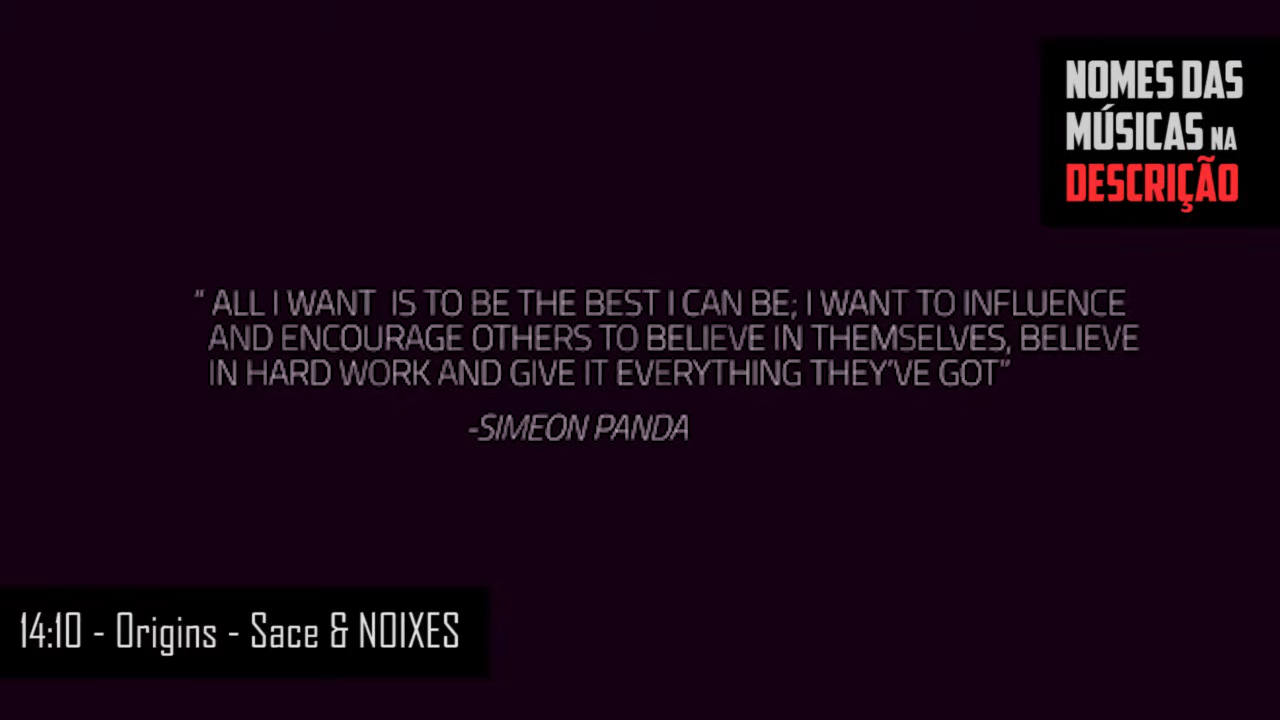 NOMES DAS
MÚSICAS NA
DESCRIÇÃO
“ ALL I WANT IS TO BE THE BEST I CAN BE; I WANT TO INFLUENCE
AND ENCOURAGE OTHERS TO BELIEVE IN THEMSELVES, BELIEVE
IN HARD WORK AND GIVE IT EVERYTHING THEY’VE GOT”
-SIMEON PANDA
14:10 - Origins - Sace & NOIXES